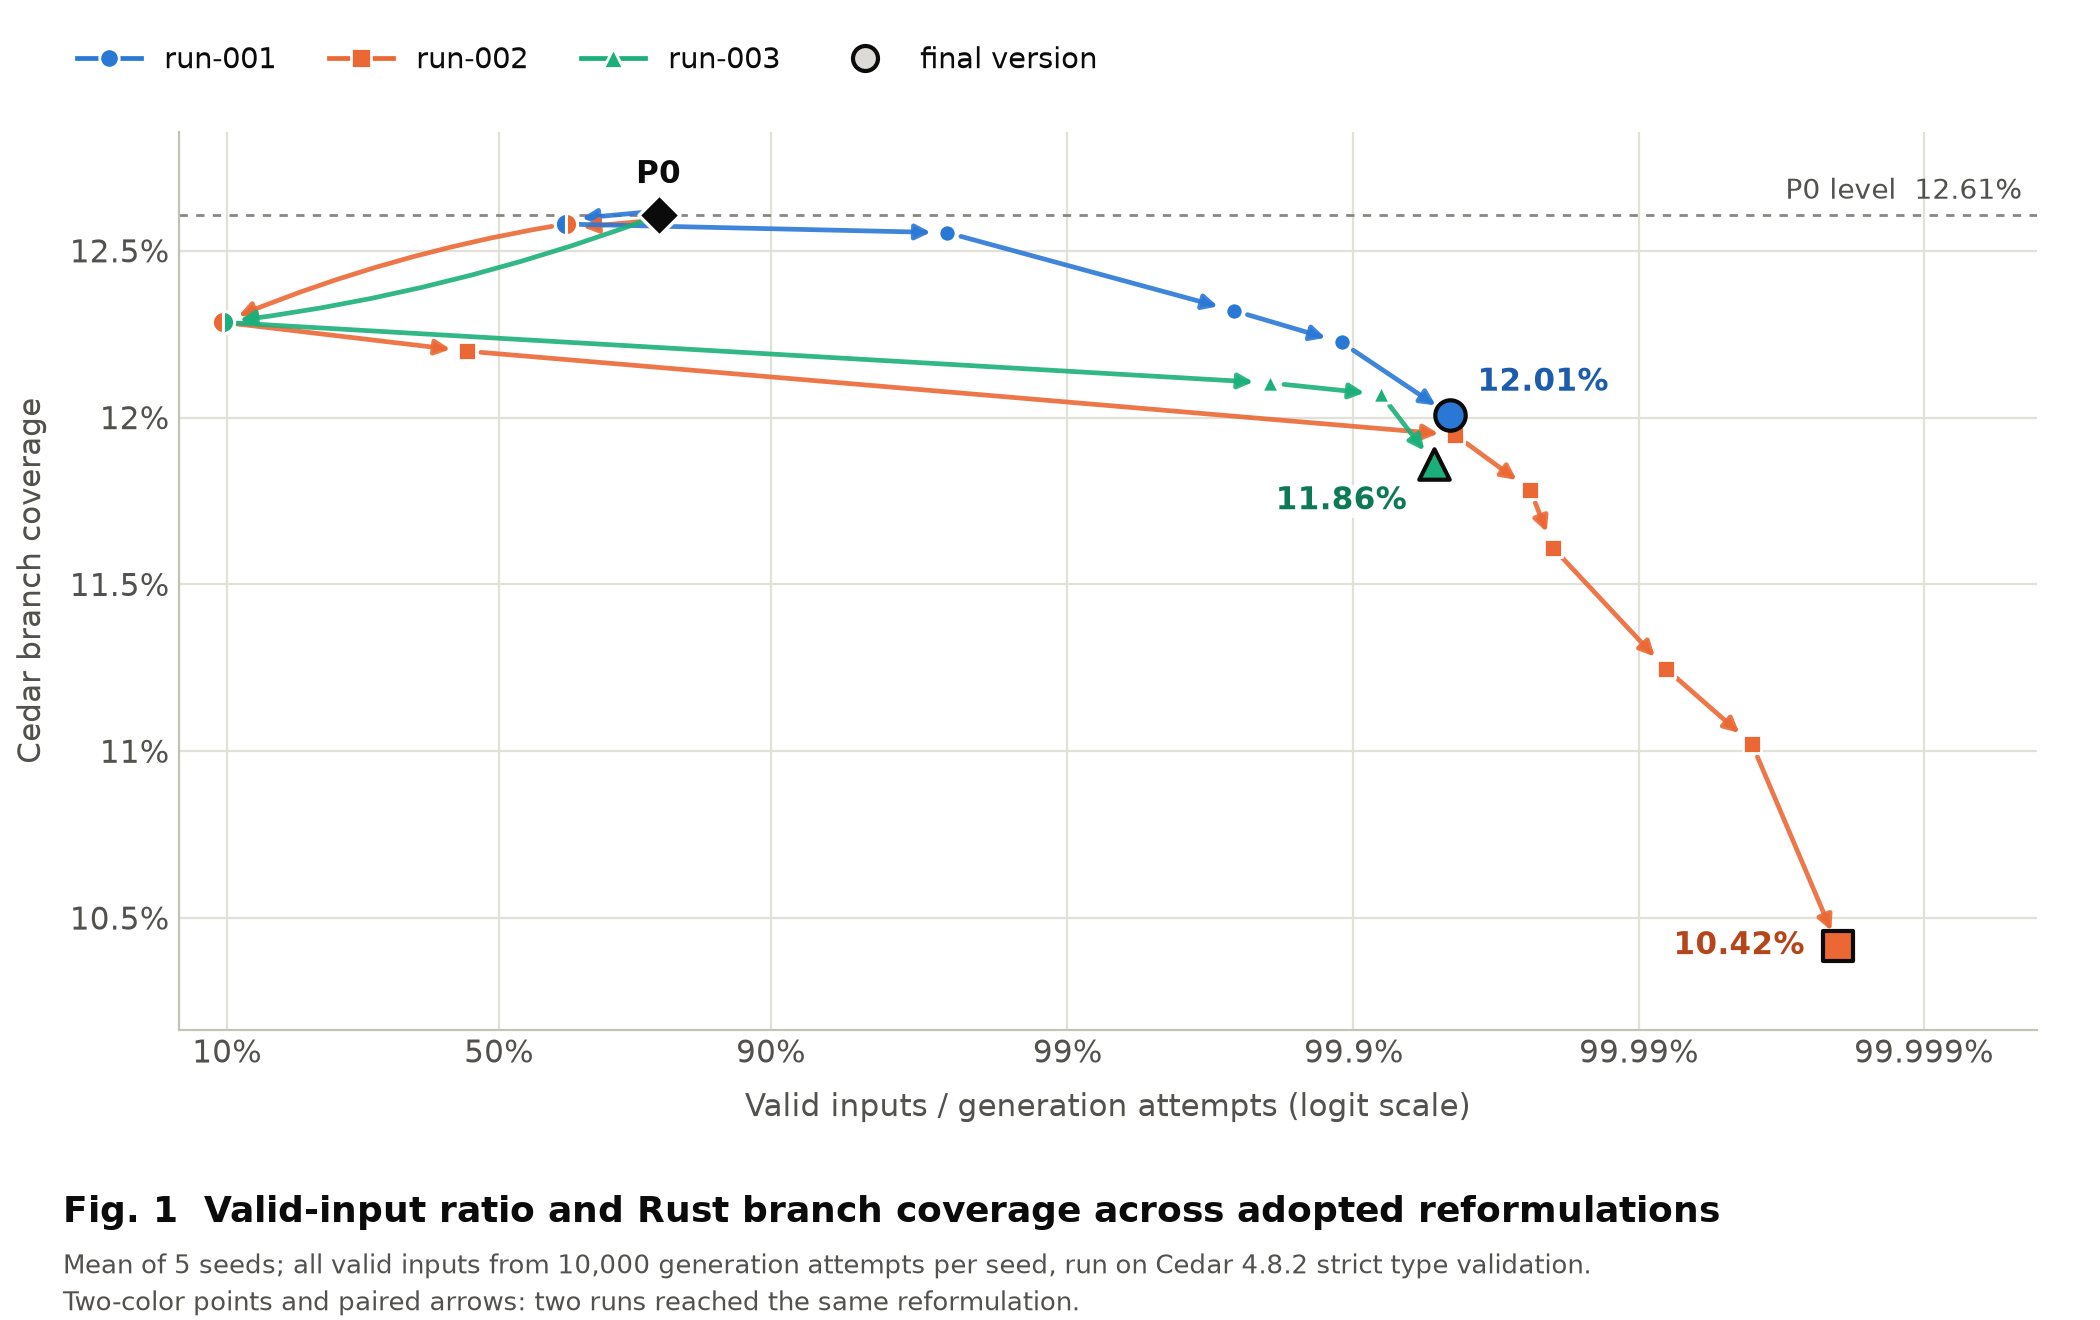 run-001 run-002 run-003 final version
P0
P0 level 12.61%
12.5%
12%
11.5%
11%
10.5%
Cedar branch coverage
12.01%
11.86%
10.42%
10% 50% 90% 99% 99.9% 99.99% 99.999%
Valid inputs / generation attempts (logit scale)
Fig. 1 Valid-input ratio and Rust branch coverage across adopted reformulations
Mean of 5 seeds; all valid inputs from 10,000 generation attempts per seed, run on Cedar 4.8.2 strict type validation.
Two-color points and paired arrows: two runs reached the same reformulation.